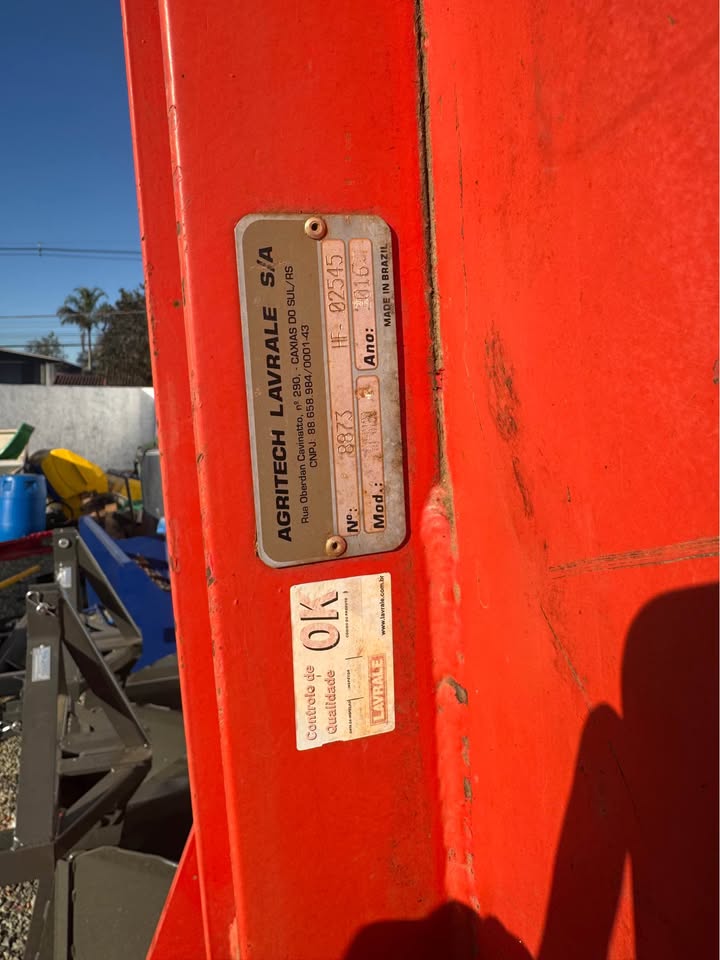 AGRITECH LAVRALE S/A
Rua Oberdan Cavinatto, nº 290, - CAXIAS DO SUL/RS
CNPJ 88.658.984/0001-43
Nº: 8873 HF- 02545
Mod.: Ano: 2016
MADE IN BRAZIL
Controle de
Qualidade OK
LAVRALE www.lavrale.com.br